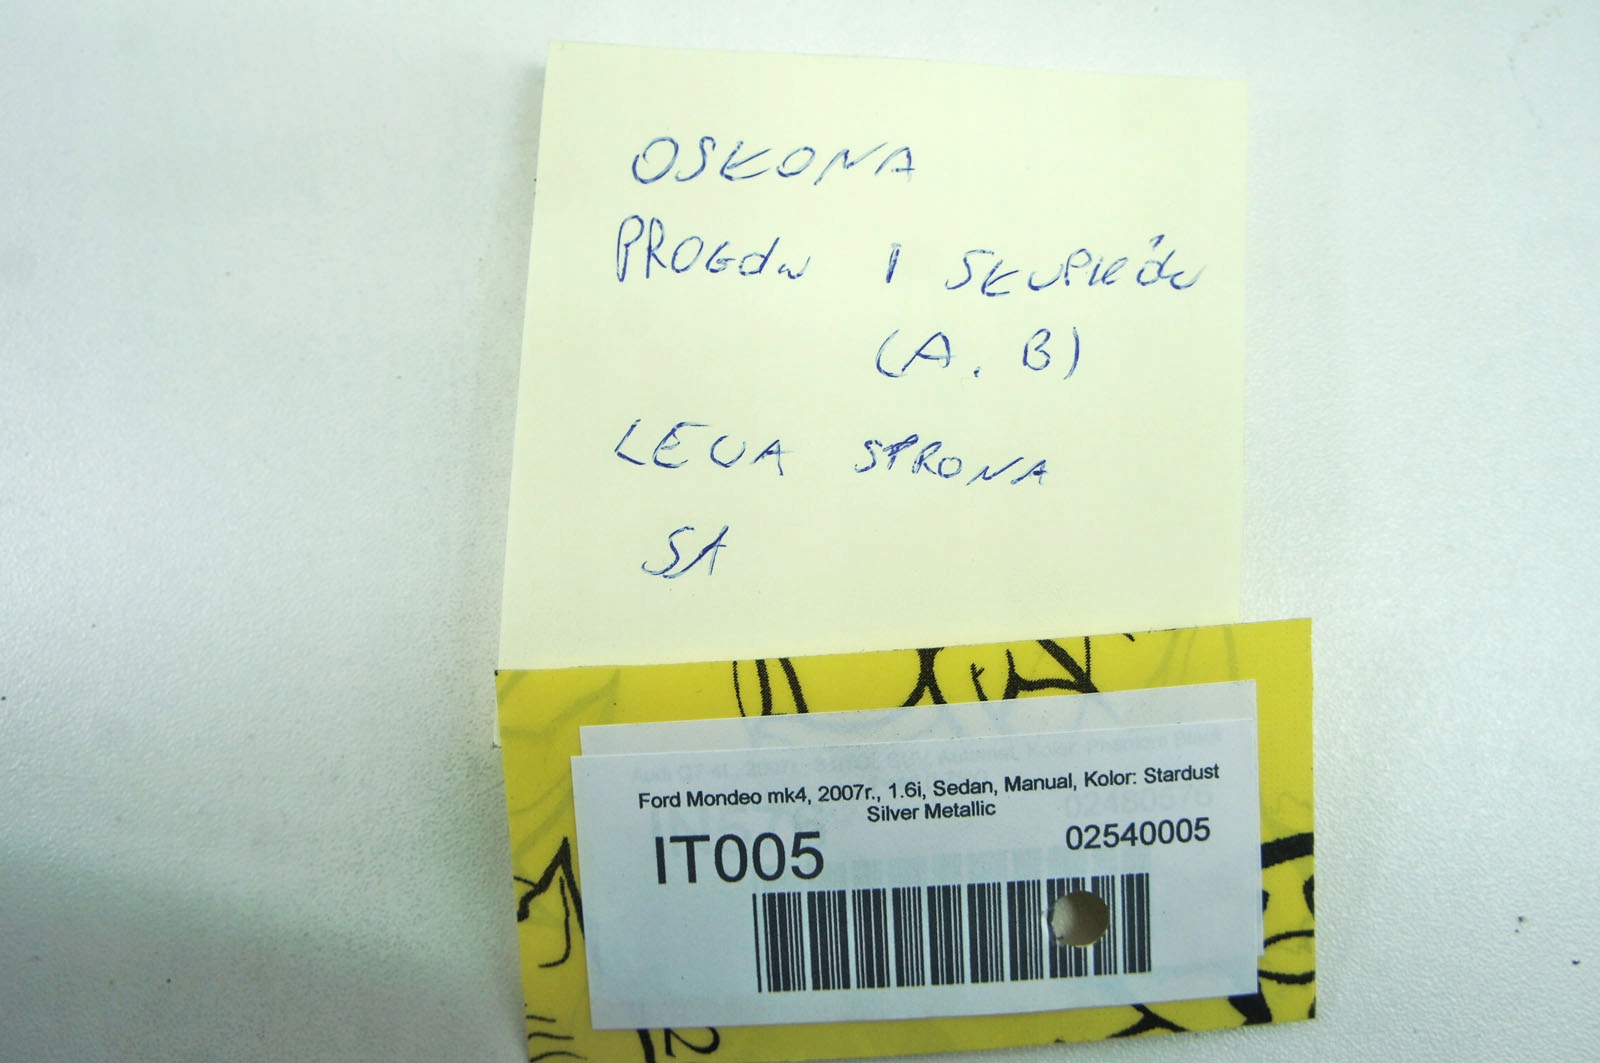 OSŁONA
PROGÓW I SŁUPKÓW
(A. B)
LEWA STRONA
SA
Ford Mondeo mk4, 2007r., 1.6i, Sedan, Manual, Kolor: Stardust
Silver Metallic
IT005
02540005